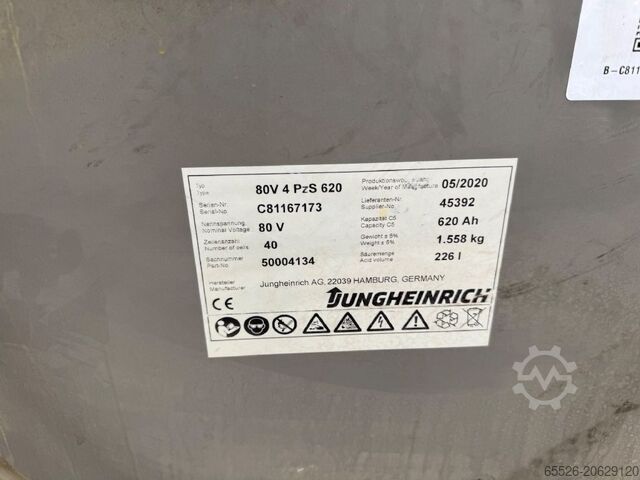 B-C811
Typ
Type
80V 4 PzS 620
Produktionswoche/Jahr
Week/Year of Manufacture
05/2020
Serien-Nr.
Serial-No
C81167173
Lieferanten-Nr.
Supplier-No.
45392
Nennspannung
Nominal Voltage
80 V
Kapazität C5
Capacity C5
620 Ah
Zellenanzahl
Number of cells
40
Gewicht ± 5%
Weight ± 5%
1.558 kg
Sachnummer
Part-No.
50004134
Säuremenge
Acid volume
226 l
Hersteller
Manufacturer
Jungheinrich AG, 22039 HAMBURG, GERMANY
CE
JUNGHEINRICH
65526-20629120